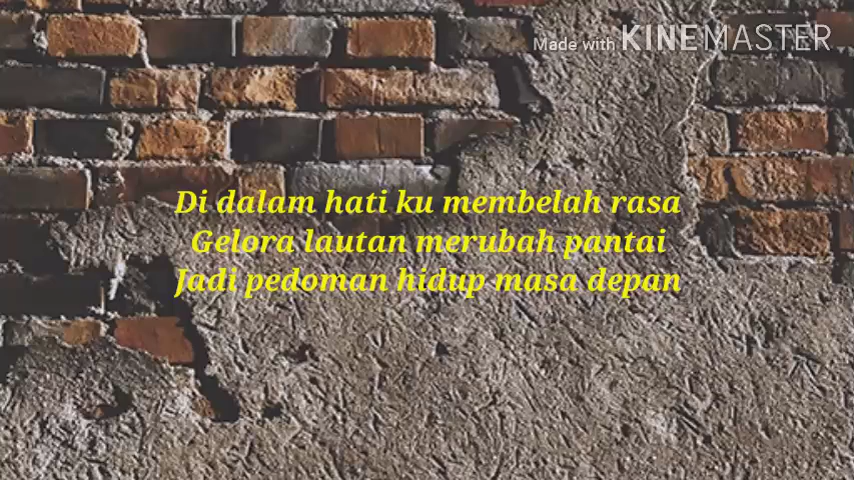 Made with KINEMASTER
Di dalam hati ku membelah rasa
Gelora lautan merubah pantai
Jadi pedoman hidup masa depan